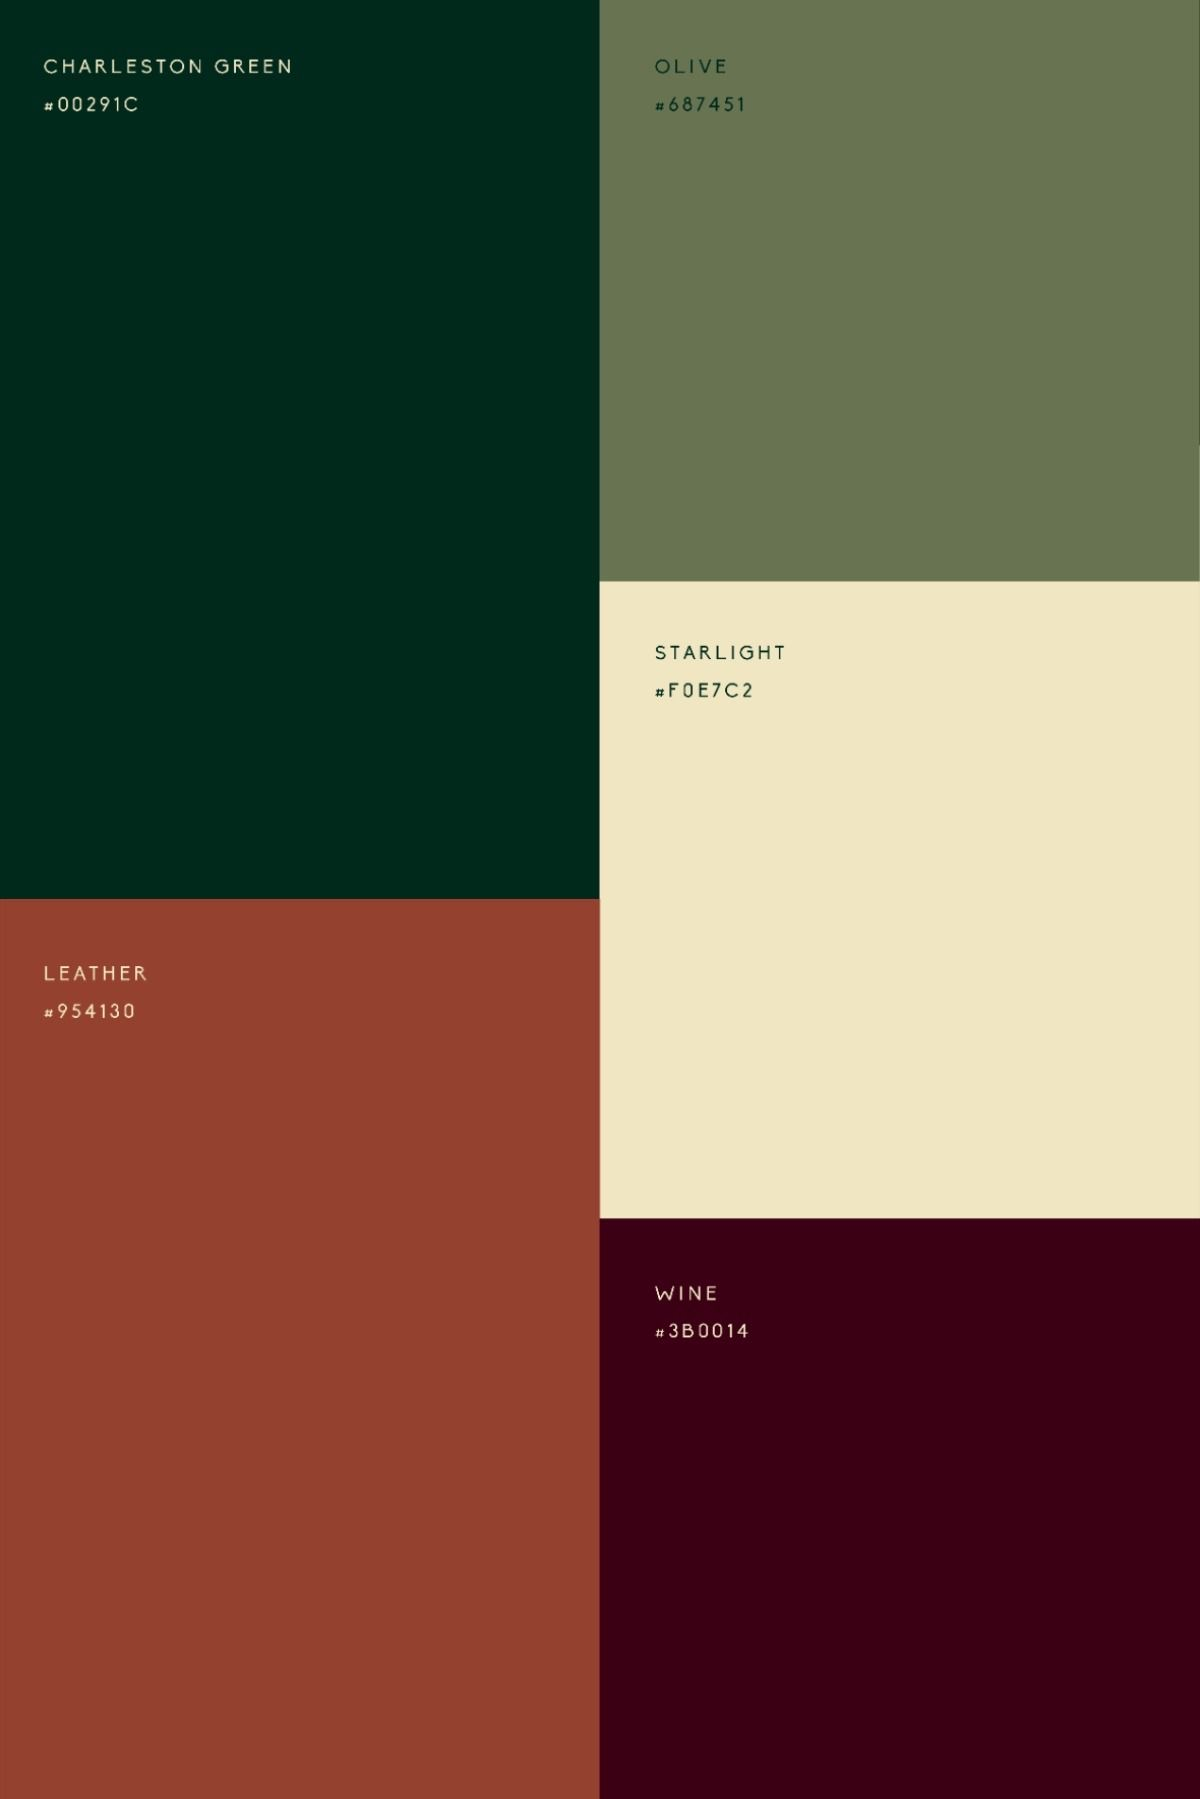 CHARLESTON GREEN
#00291C
OLIVE
#687451
STARLIGHT
#F0E7C2
LEATHER
#954130
WINE
#3B0014